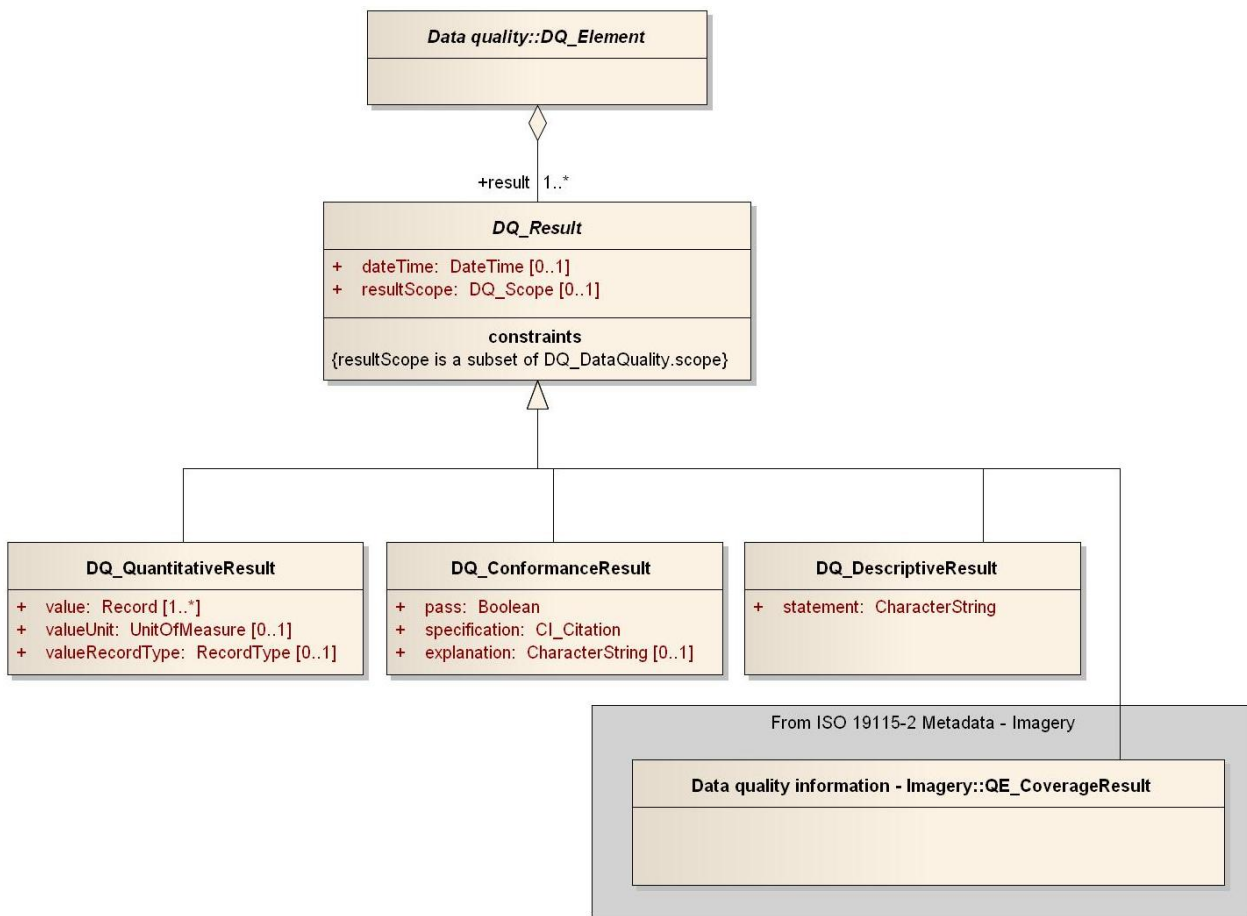 Data quality::DQ_Element
+result 1..*
DQ_Result
+ dateTime: DateTime [0..1]
+ resultScope: DQ_Scope [0..1]
constraints
{resultScope is a subset of DQ_DataQuality.scope}
DQ_QuantitativeResult
+ value: Record [1..*]
+ valueUnit: UnitOfMeasure [0..1]
+ valueRecordType: RecordType [0..1]
DQ_ConformanceResult
+ pass: Boolean
+ specification: CI_Citation
+ explanation: CharacterString [0..1]
DQ_DescriptiveResult
+ statement: CharacterString
From ISO 19115-2 Metadata - Imagery
Data quality information - Imagery::QE_CoverageResult